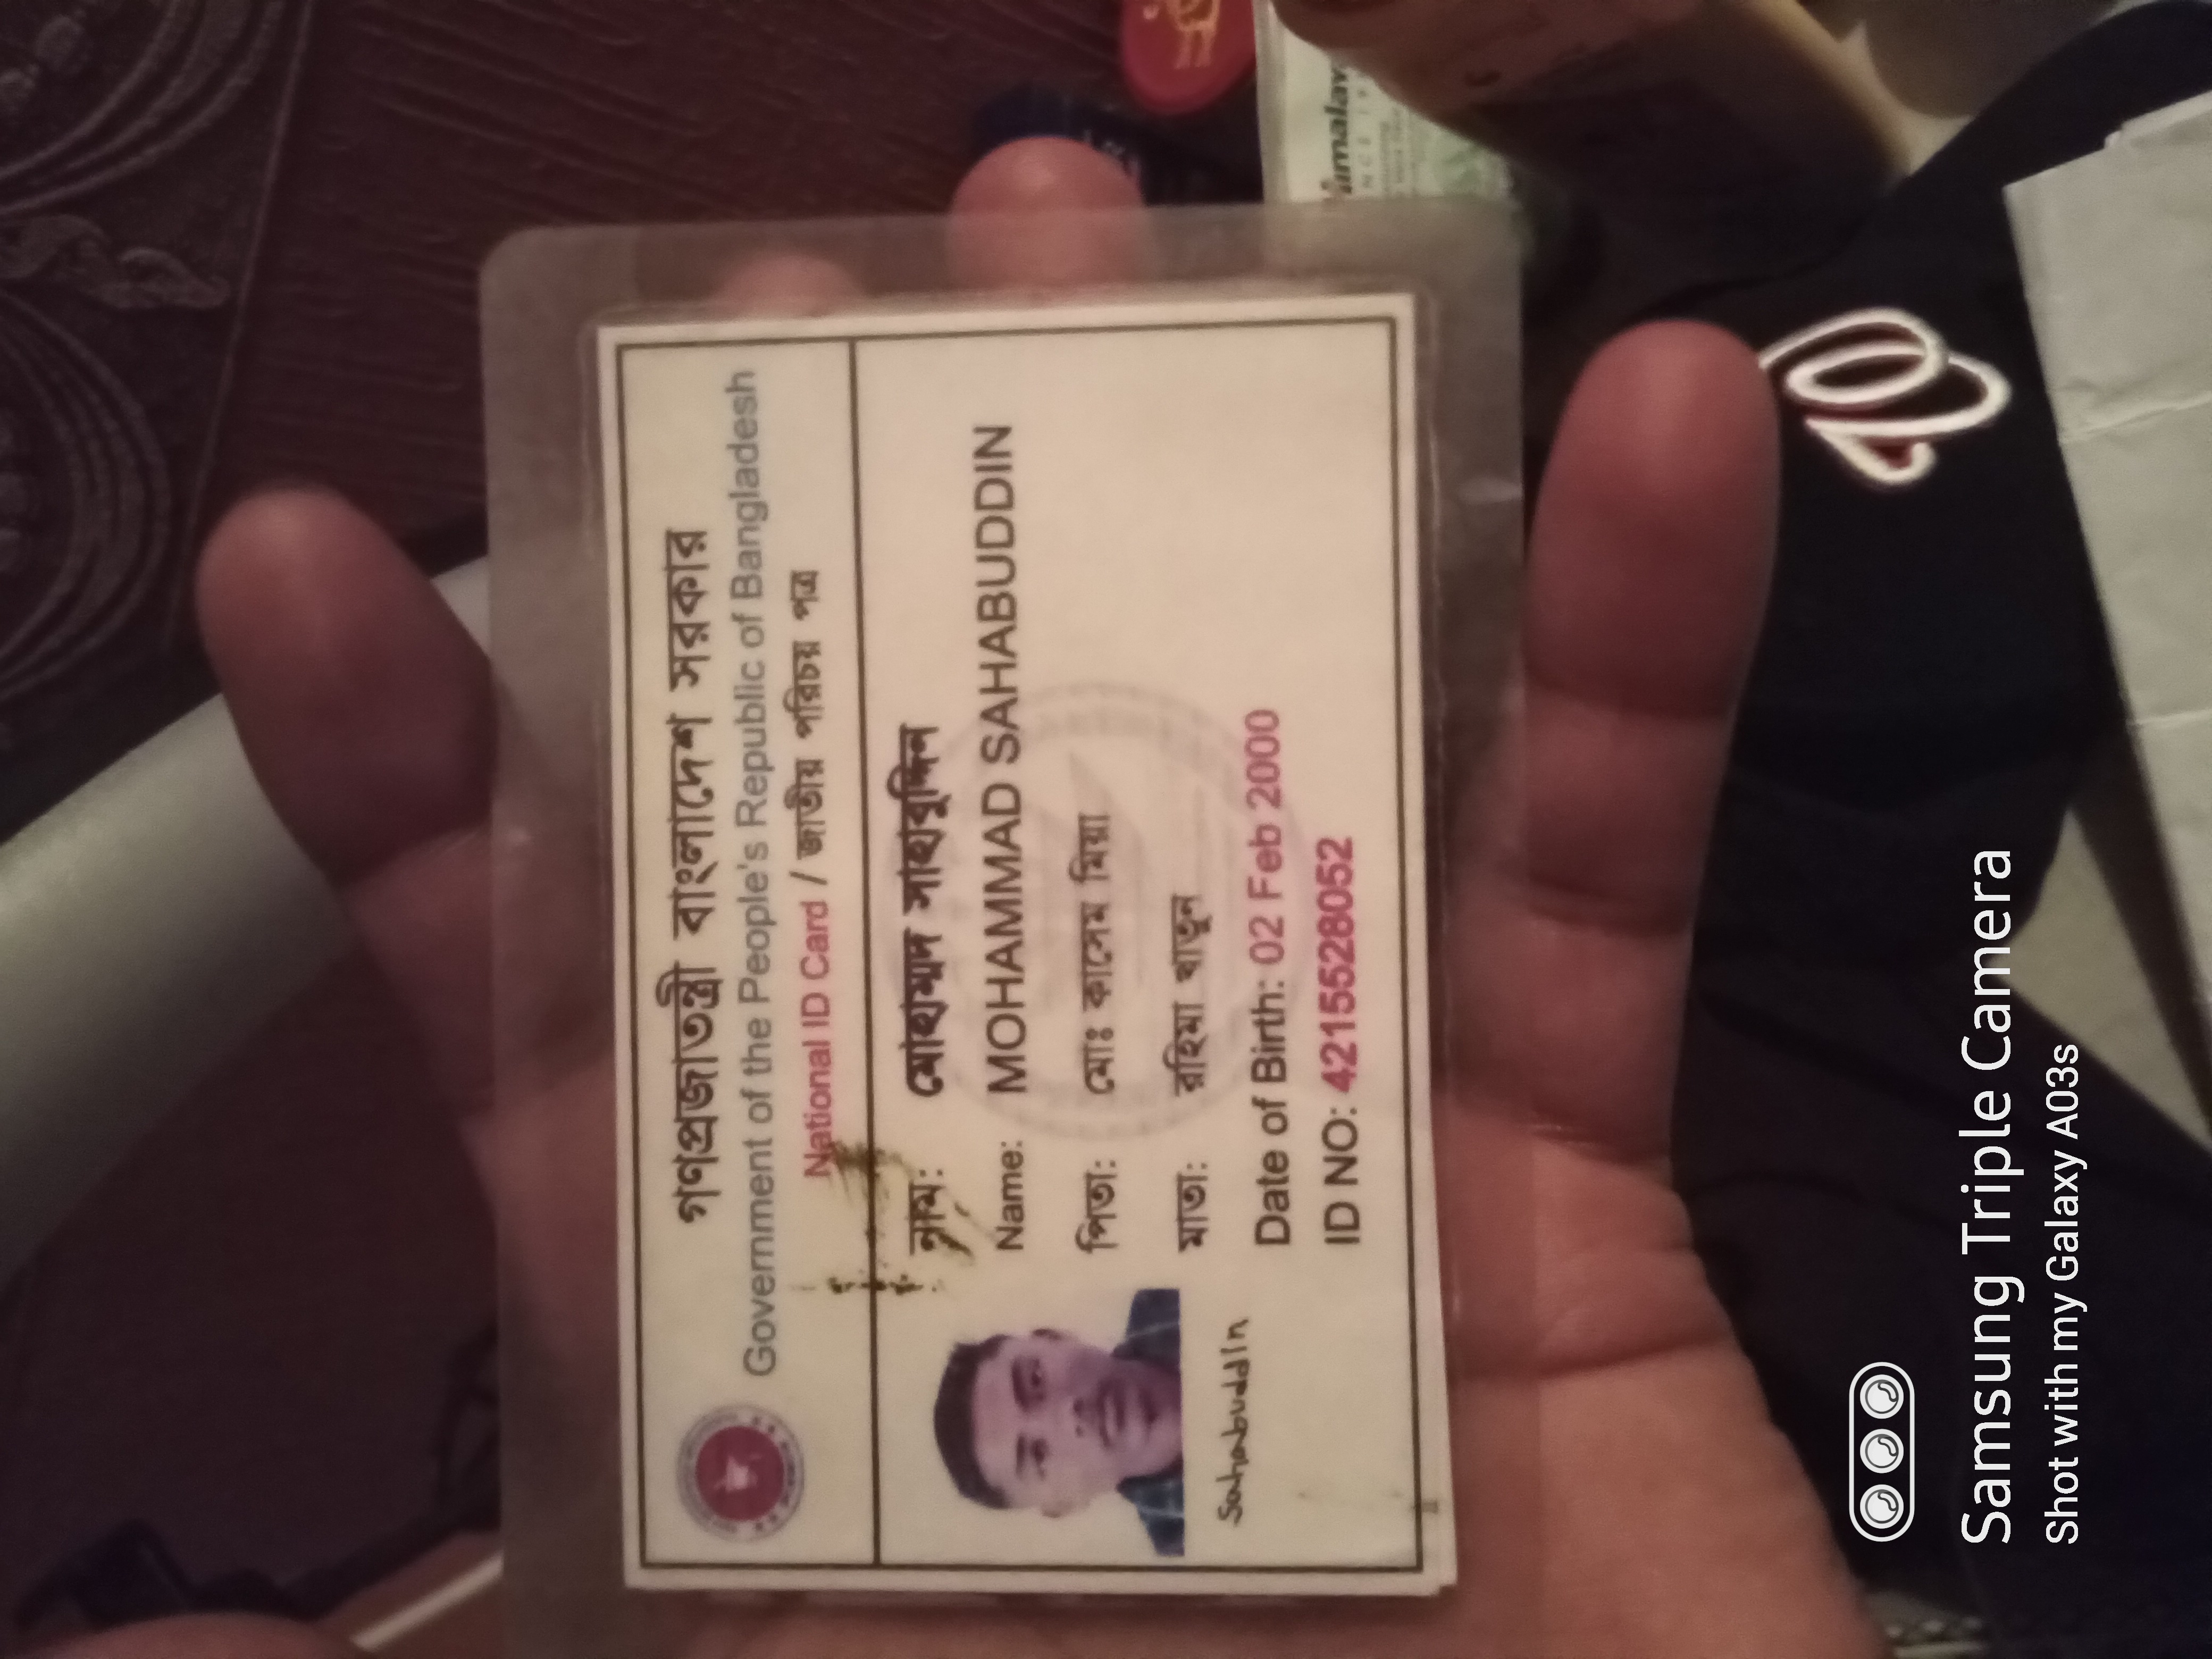 গণপ্রজাতন্ত্রী বাংলাদেশ সরকার
Government of the People's Republic of Bangladesh
National ID Card / জাতীয় পরিচয় পত্র
নাম: মোহাম্মদ সাহাবুদ্দিন
Name: MOHAMMAD SAHABUDDIN
পিতা: মোঃ কাসেম মিয়া
মাতা: রহিমা খাতুন
Date of Birth: 02 Feb 2000
ID NO: 4215528052
Sahabuddin
Samsung Triple Camera
Shot with my Galaxy A03s